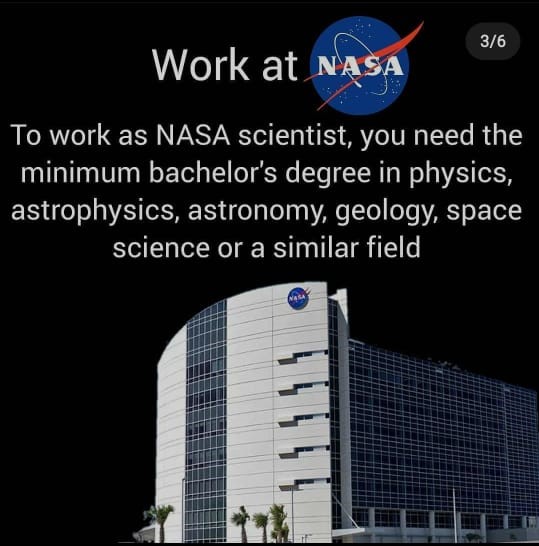 3/6
Work at NASA
To work as NASA scientist, you need the
minimum bachelor's degree in physics,
astrophysics, astronomy, geology, space
science or a similar field
NASA